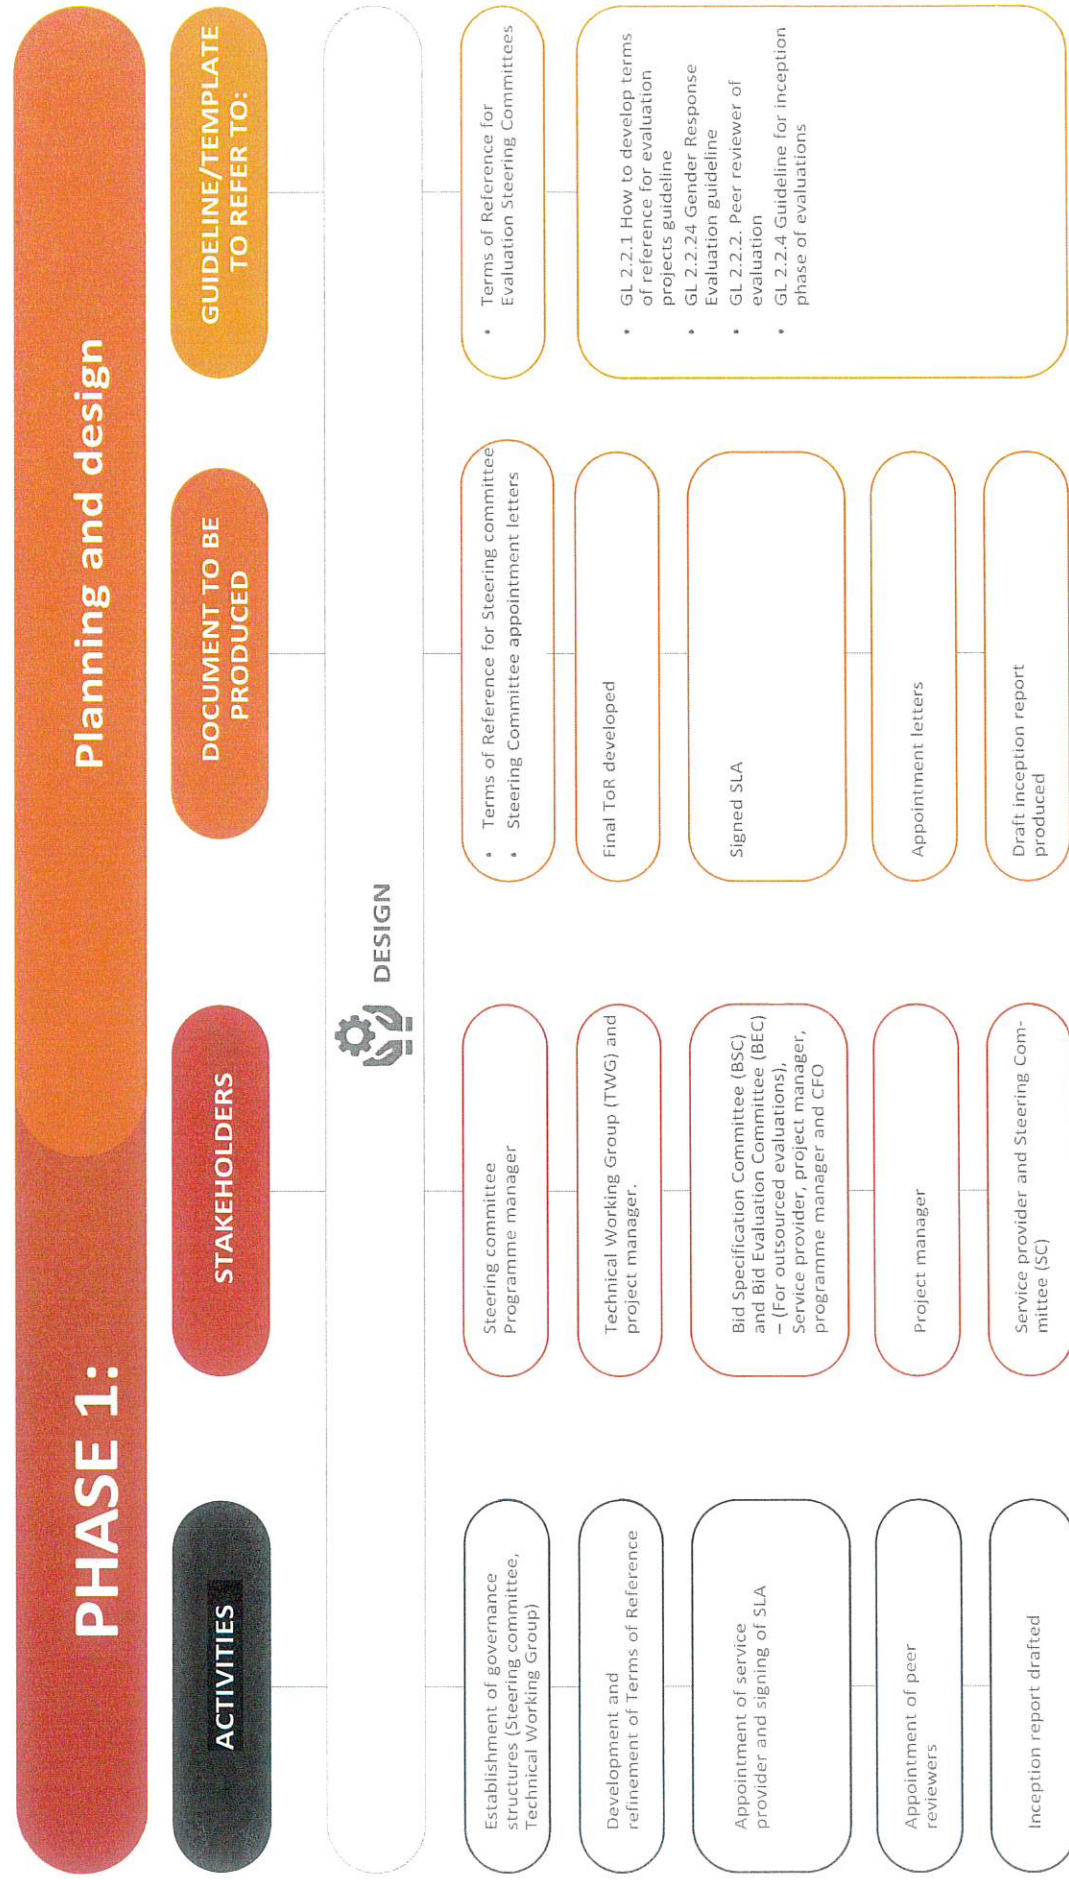 PHASE 1:
Planning and design
ACTIVITIES
STAKEHOLDERS
DOCUMENT TO BE
PRODUCED
GUIDELINE/TEMPLATE
TO REFER TO:
DESIGN
Establishment of governance
structures (Steering committee,
Technical Working Group)
Steering committee
Programme manager
• Terms of Reference for Steering committee
• Steering Committee appointment letters
• Terms of Reference for
Evaluation Steering Committees
Development and
refinement of Terms of Reference
Technical Working Group (TWG) and
project manager.
Final ToR developed
• GL 2.2.1 How to develop terms
of reference for evaluation
projects guideline
• GL 2.2.24 Gender Response
Evaluation guideline
• GL 2.2.2. Peer reviewer of
evaluation
• GL 2.2.4 Guideline for inception
phase of evaluations
Appointment of service
provider and signing of SLA
Bid Specification Committee (BSC)
and Bid Evaluation Committee (BEC)
– (For outsourced evaluations),
Service provider, project manager,
programme manager and CFO
Signed SLA
Appointment of peer
reviewers
Project manager
Appointment letters
Inception report drafted
Service provider and Steering Com-
mittee (SC)
Draft inception report
produced